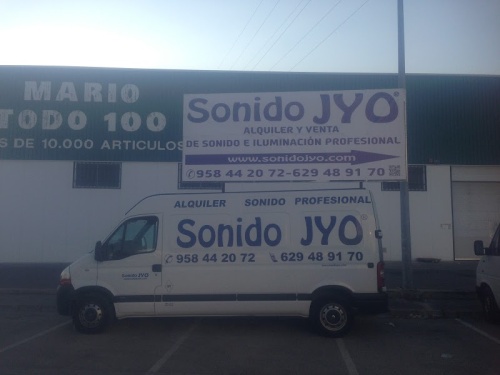 MARIO
TODO 100
S DE 10.000 ARTICULOS
Sonido JYO
ALQUILER Y VENTA
DE SONIDO E ILUMINACIÓN PROFESIONAL
www.sonidojyo.com
958 44 20 72-629 48 91 70
ALQUILER SONIDO PROFESIONAL
Sonido JYO
958 44 20 72 629 48 91 70
Sonido JYO